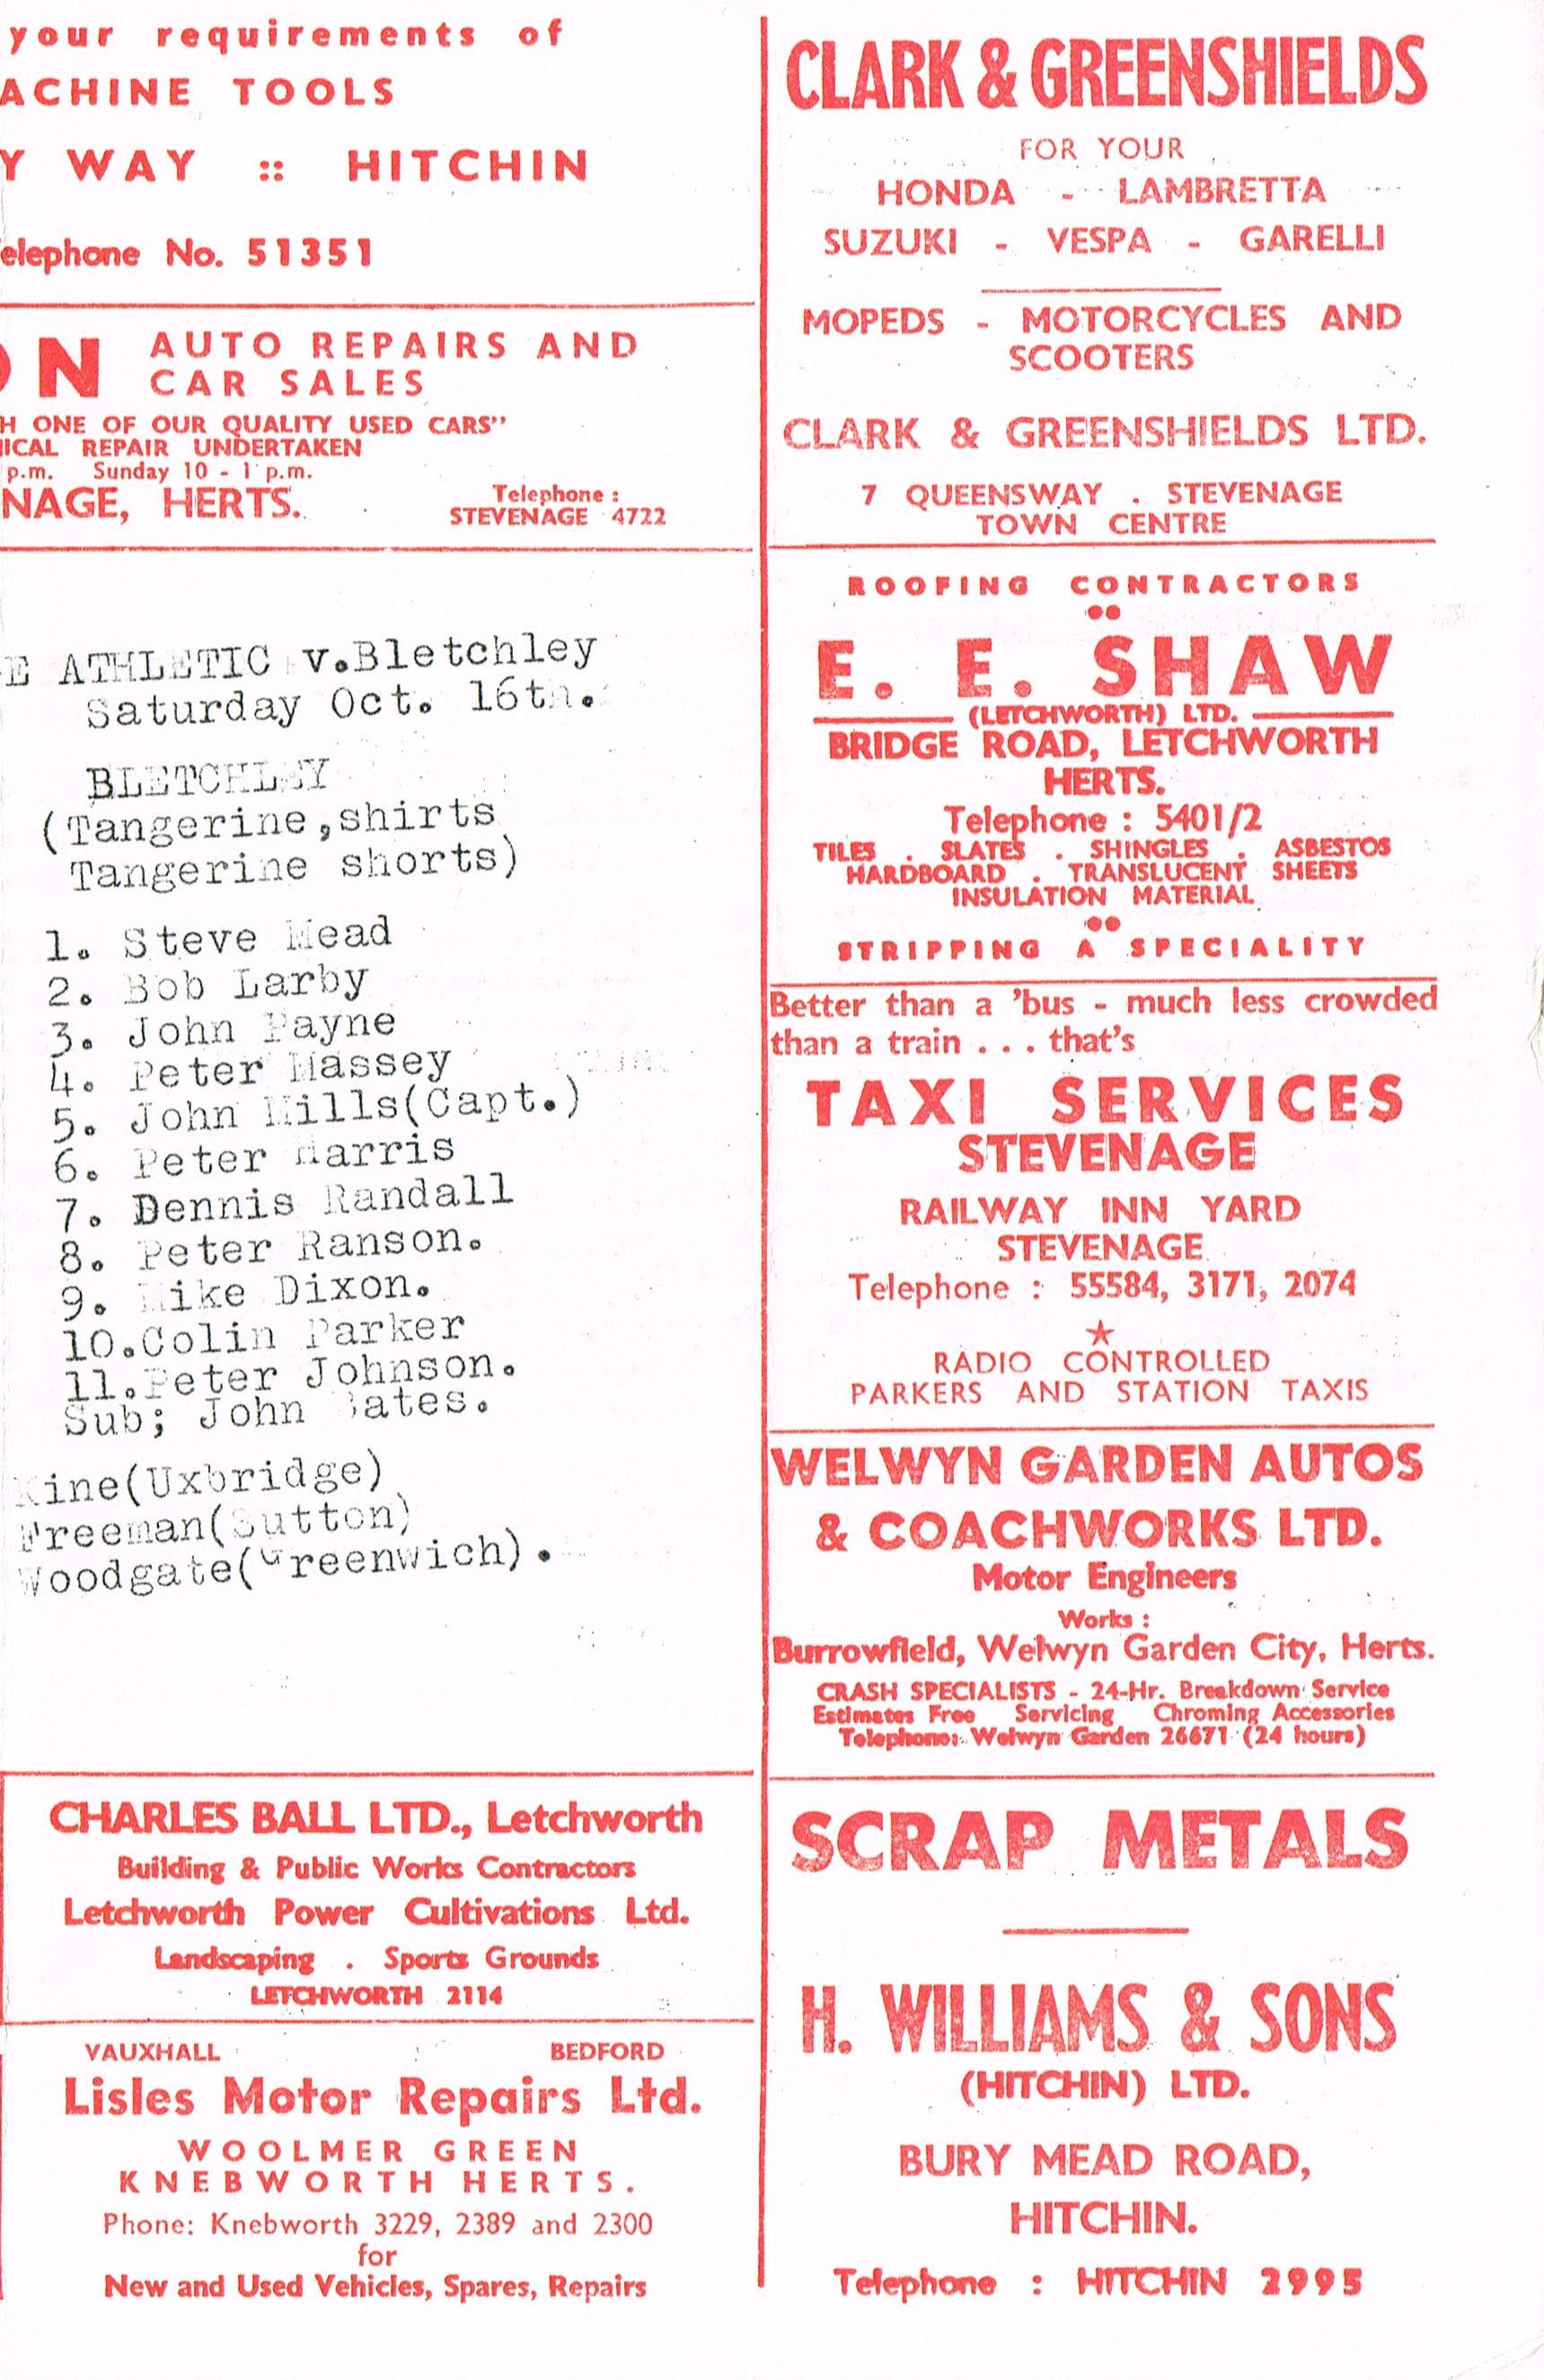 your requirements of
ACHINE TOOLS
Y WAY :: HITCHIN
elephone No. 51351
ON AUTO REPAIRS AND
CAR SALES
H ONE OF OUR QUALITY USED CARS"
ICAL REPAIR UNDERTAKEN
p.m. Sunday 10 - 1 p.m.
NAGE, HERTS. Telephone :
STEVENAGE 4722
E ATHLETIC v.Bletchley
Saturday Oct. 16th.
BLETCHLEY
(Tangerine,shirts
Tangerine shorts)
1. Steve Mead
2. Bob Larby
3. John Payne
4. Peter Massey
5. John Mills(Capt.)
6. Peter Harris
7. Dennis Randall
8. Peter Ranson.
9. Mike Dixon.
10.Colin Parker
11.Peter Johnson.
Sub; John
Kine(Uxbridge)
Freeman(Sutton)
Woodgate(Greenwich).
CHARLES BALL LTD., Letchworth
Building & Public Works Contractors
Letchworth Power Cultivations Ltd.
Landscaping . Sports Grounds
LETCHWORTH 2114
VAUXHALL BEDFORD
Lisles Motor Repairs Ltd.
WOOLMER GREEN
KNEBWORTH HERTS.
Phone: Knebworth 3229, 2389 and 2300
for
New and Used Vehicles, Spares, Repairs
CLARK & GREENSHIELDS
FOR YOUR
HONDA - LAMBRETTA
SUZUKI - VESPA - GARELLI
MOPEDS - MOTORCYCLES AND
SCOOTERS
CLARK & GREENSHIELDS LTD.
7 QUEENSWAY . STEVENAGE
TOWN CENTRE
ROOFING CONTRACTORS
E. E. SHAW
(LETCHWORTH) LTD.
BRIDGE ROAD, LETCHWORTH
HERTS.
Telephone : 5401/2
TILES . SLATES . SHINGLES . ASBESTOS
HARDBOARD . TRANSLUCENT SHEETS
INSULATION MATERIAL
STRIPPING A SPECIALITY
Better than a 'bus - much less crowded
than a train . . . that's
TAXI SERVICES
STEVENAGE
RAILWAY INN YARD
STEVENAGE
Telephone : 55584, 3171, 2074
RADIO CONTROLLED
PARKERS AND STATION TAXIS
WELWYN GARDEN AUTOS
& COACHWORKS LTD.
Motor Engineers
Works :
Burrowfield, Welwyn Garden City, Herts.
CRASH SPECIALISTS - 24-Hr. Breakdown Service
Estimates Free Servicing Chroming Accessories
Telephone: Welwyn Garden 26671 (24 hours)
SCRAP METALS
H. WILLIAMS & SONS
(HITCHIN) LTD.
BURY MEAD ROAD,
HITCHIN.
Telephone : HITCHIN 2995